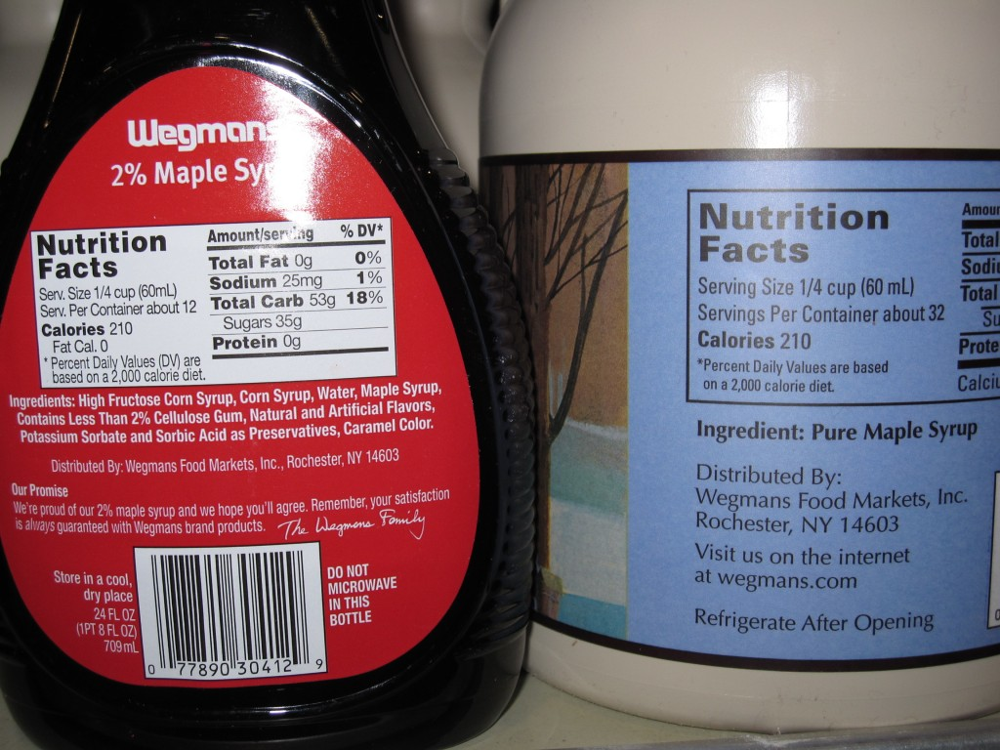 Wegmans
2% Maple
Nutrition
Facts
Serv. Size 1/4 cup (60mL)
Serv. Per Container about 12
Calories 210
Fat Cal. 0
* Percent Daily Values (DV) are
based on a 2,000 calorie diet.
Amount/serving % DV*
Total Fat 0g 0%
Sodium 25mg 1%
Total Carb 53g 18%
Sugars 35g
Protein 0g
Ingredients: High Fructose Corn Syrup, Corn Syrup, Water, Maple Syrup,
Contains Less Than 2% Cellulose Gum, Natural and Artificial Flavors,
Potassium Sorbate and Sorbic Acid as Preservatives, Caramel Color.
Distributed By: Wegmans Food Markets, Inc., Rochester, NY 14603
Our Promise
We're proud of our 2% maple syrup and we hope you'll agree. Remember, your satisfaction
is always guaranteed with Wegmans brand products. The Wegmans Family
Store in a cool,
dry place
24 FL OZ
(1PT 8 FL OZ)
709 mL
0 77890 30412 9
DO NOT
MICROWAVE
IN THIS
BOTTLE
Nutrition
Facts
Serving Size 1/4 cup (60 mL)
Servings Per Container about 32
Calories 210
*Percent Daily Values are based
on a 2,000 calorie diet.
Total
Total
Ingredient: Pure Maple Syrup
Distributed By:
Wegmans Food Markets, Inc.
Rochester, NY 14603
Visit us on the internet
at wegmans.com
Refrigerate After Opening